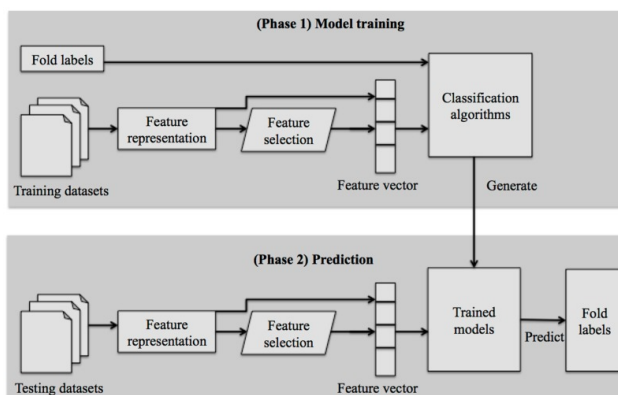 (Phase 1) Model training
Fold labels
Classification
algorithms
Feature
representation
Feature
selection
Training datasets
Feature vector
Generate
(Phase 2) Prediction
Feature
representation
Feature
selection
Trained
models
Predict
Fold
labels
Testing datasets
Feature vector